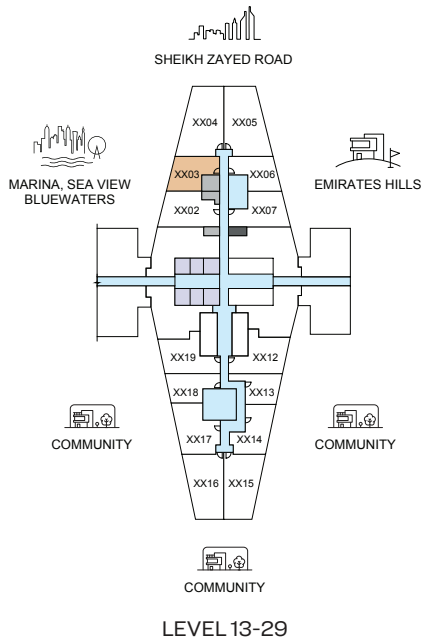 SHEIKH ZAYED ROAD
XX04
XX05
MARINA, SEA VIEW
BLUEWATERS
XX03
XX06
EMIRATES HILLS
XX02
XX07
XX19
XX12
XX18
XX13
COMMUNITY
XX17
XX14
COMMUNITY
XX16
XX15
COMMUNITY
LEVEL 13-29